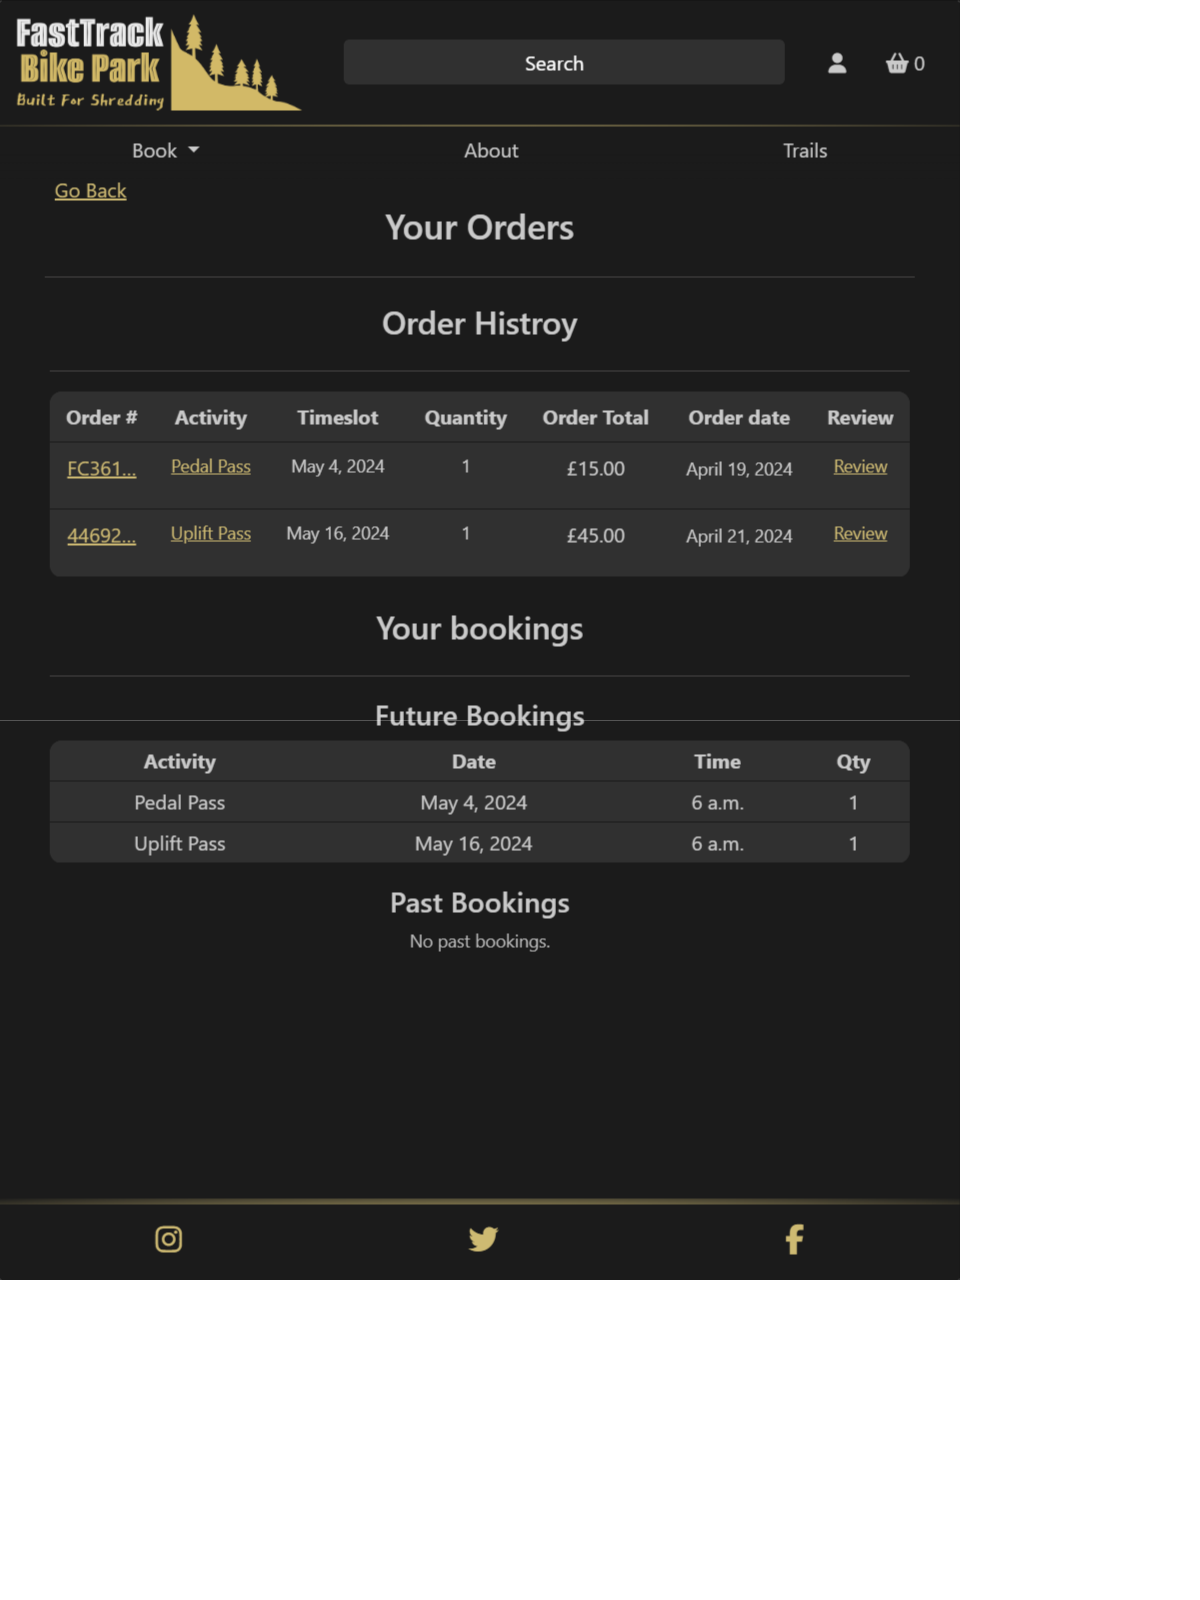 FastTrack
Bike Park
Built For Shredding
Search
0
Book
About
Trails
Go Back
Your Orders
Order Histroy
Order # Activity Timeslot Quantity Order Total Order date Review
FC361... Pedal Pass May 4, 2024 1 £15.00 April 19, 2024 Review
44692... Uplift Pass May 16, 2024 1 £45.00 April 21, 2024 Review
Your bookings
Future Bookings
Activity Date Time Qty
Pedal Pass May 4, 2024 6 a.m. 1
Uplift Pass May 16, 2024 6 a.m. 1
Past Bookings
No past bookings.